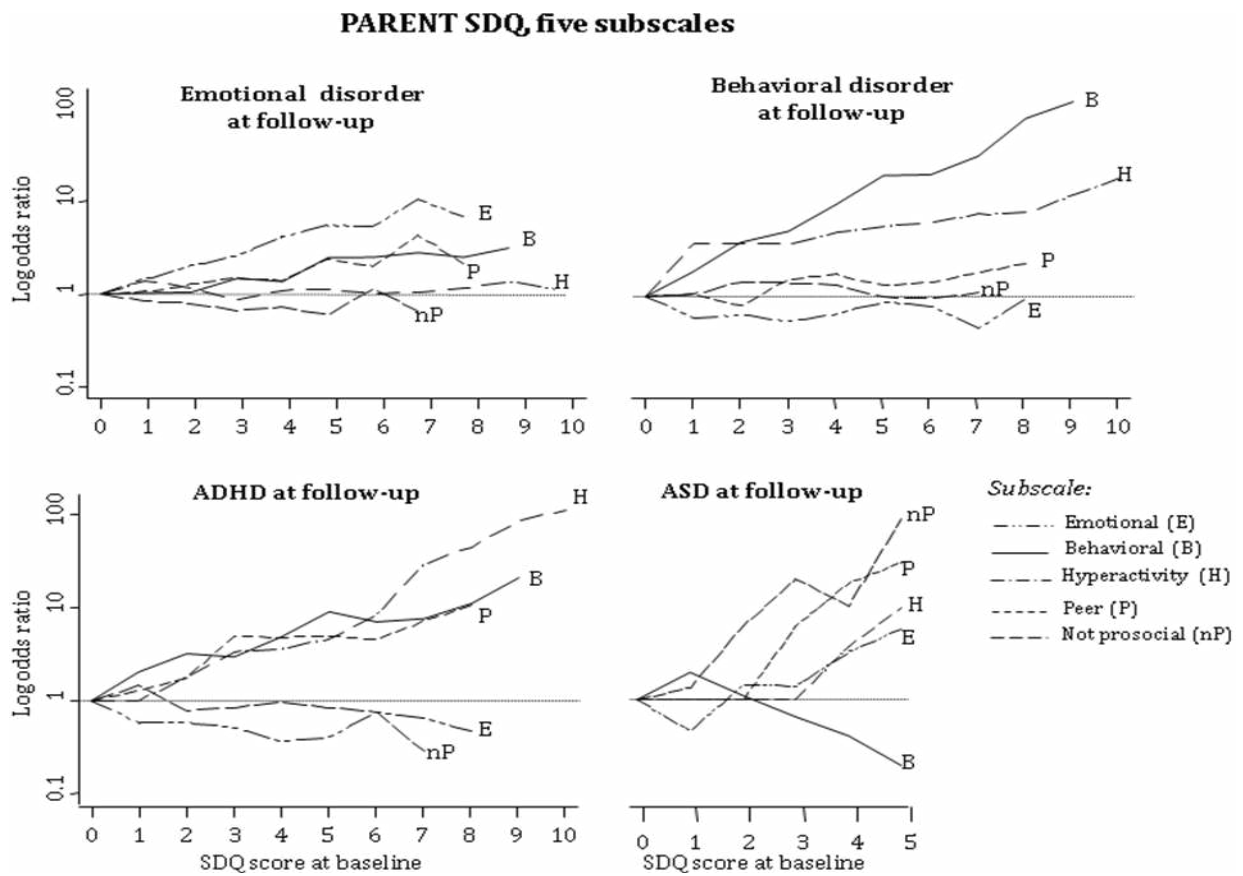 PARENT SDQ, five subscales
Emotional disorder
at follow-up
Log odds ratio
100
10
1
0.1
E
B
P
H
nP
0 1 2 3 4 5 6 7 8 9 10
Behavioral disorder
at follow-up
B
H
P
nP
E
0 1 2 3 4 5 6 7 8 9 10
ADHD at follow-up
Log odds ratio
100
10
1
0.1
H
B
P
E
nP
0 1 2 3 4 5 6 7 8 9 10
SDQ score at baseline
ASD at follow-up
nP
P
H
E
B
0 1 2 3 4 5
SDQ score at baseline
Subscale:
Emotional (E)
Behavioral (B)
Hyperactivity (H)
Peer (P)
Not prosocial (nP)